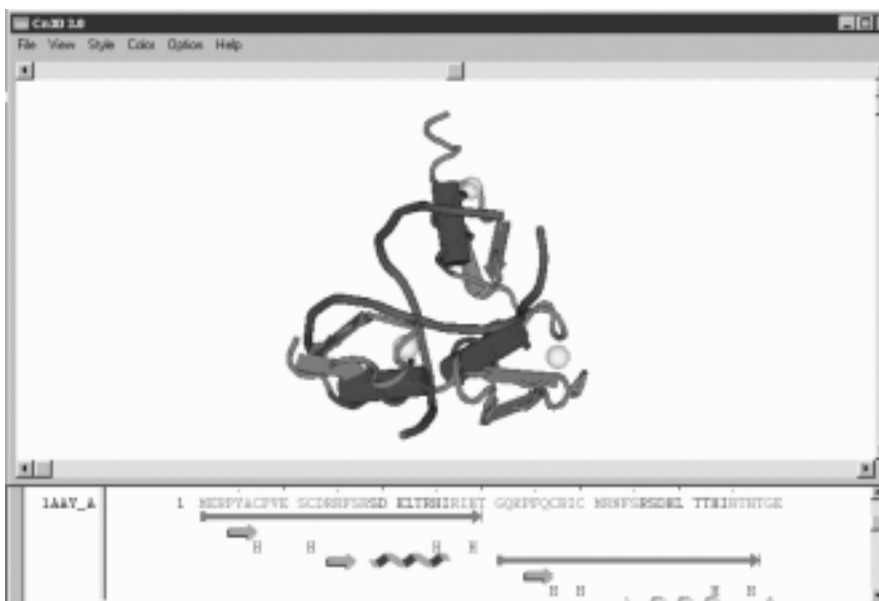 Cn3D 3.0
File View Style Color Option Help
1AAY_A 1 MERPYACPVE SCDRRFSRSD ELTRHIRIHT GQKPFQCRIC MRNFSRSDHL TTHIRTHTGE
H H H H
H H H H